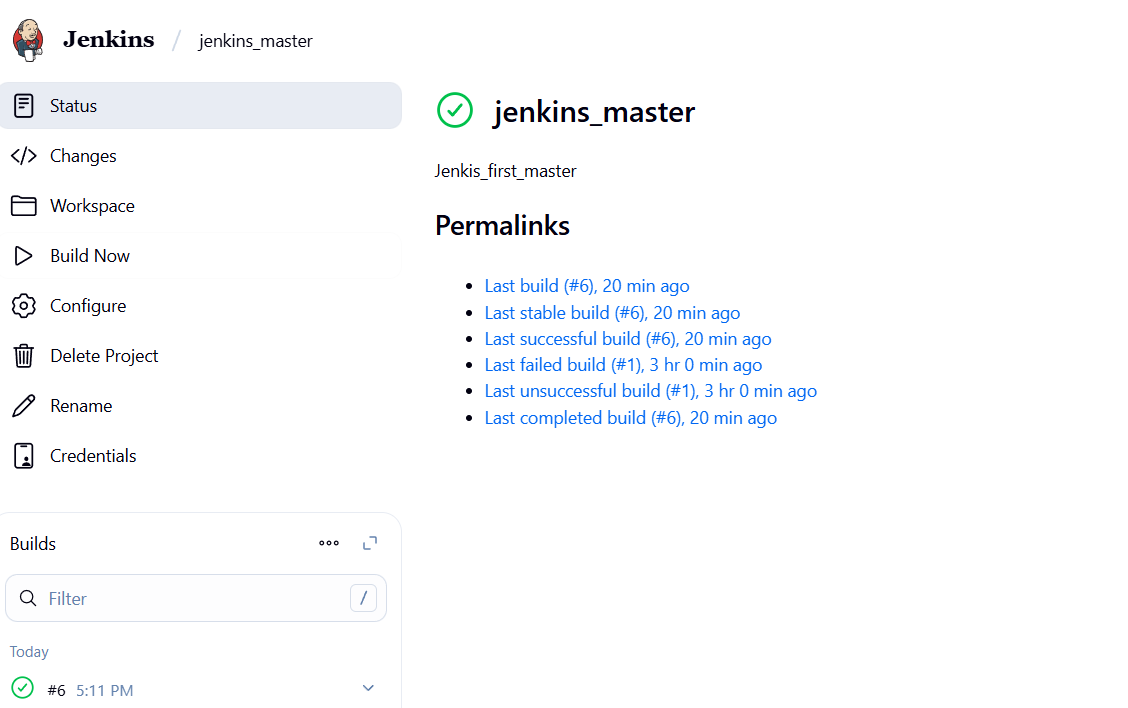 Jenkins / jenkins_master
Status
Changes
Workspace
Build Now
Configure
Delete Project
Rename
Credentials
Builds
Filter /
Today
#6 5:11 PM
jenkins_master
Jenkis_first_master
Permalinks
Last build (#6), 20 min ago
Last stable build (#6), 20 min ago
Last successful build (#6), 20 min ago
Last failed build (#1), 3 hr 0 min ago
Last unsuccessful build (#1), 3 hr 0 min ago
Last completed build (#6), 20 min ago